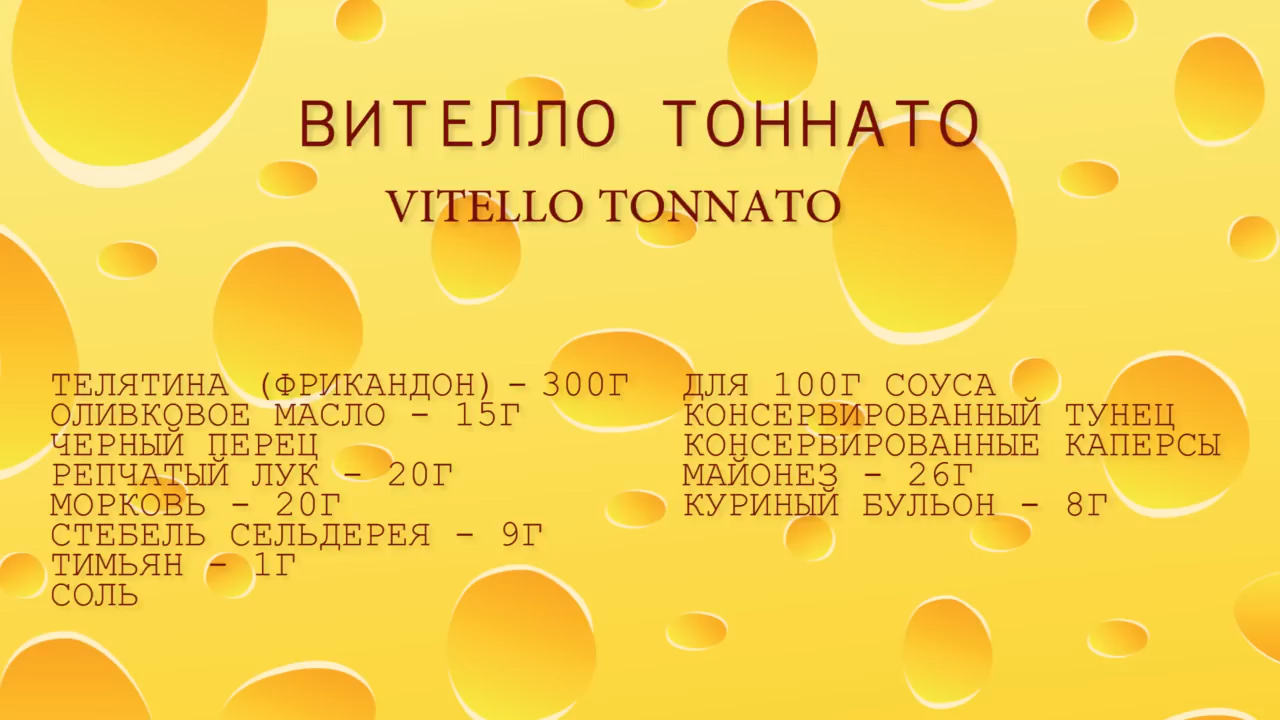 ВИТЕЛЛО ТОННАТО
VITELLO TONNATO
ТЕЛЯТИНА (ФРИКАНДОН) - 300Г
ОЛИВКОВОЕ МАСЛО - 15Г
ЧЕРНЫЙ ПЕРЕЦ
РЕПЧАТЫЙ ЛУК - 20Г
МОРКОВЬ - 20Г
СТЕБЕЛЬ СЕЛЬДЕРЕЯ - 9Г
ТИМЬЯН - 1Г
СОЛЬ
ДЛЯ 100Г СОУСА
КОНСЕРВИРОВАННЫЙ ТУНЕЦ
КОНСЕРВИРОВАННЫЕ КАПЕРСЫ
МАЙОНЕЗ - 26Г
КУРИНЫЙ БУЛЬОН - 8Г